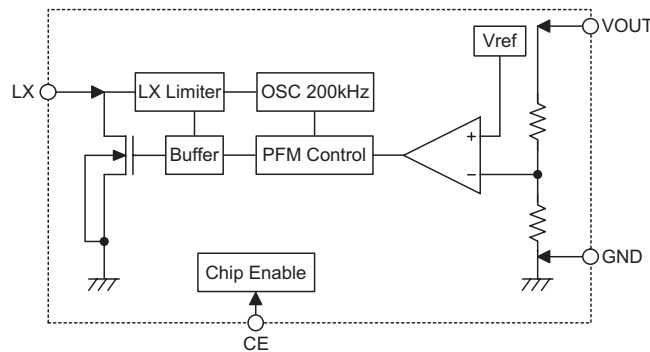 VOUT
Vref
LX
LX Limiter
OSC 200kHz
+
Buffer
PFM Control
−
GND
Chip Enable
CE